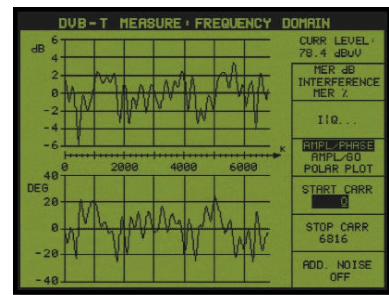 DVB-T MEASURE: FREQUENCY DOMAIN
dB
6
4
2
0
-2
-4
-6
0 2000 4000 6000 K
DEG
40
20
0
-20
-40
CURR LEVEL:
78.4 dBuV
MER dB
INTERFERENCE
MER %
I|Q...
AMPL/PHASE
AMPL/GD
POLAR PLOT
START CARR
0
STOP CARR
6816
ADD. NOISE
OFF